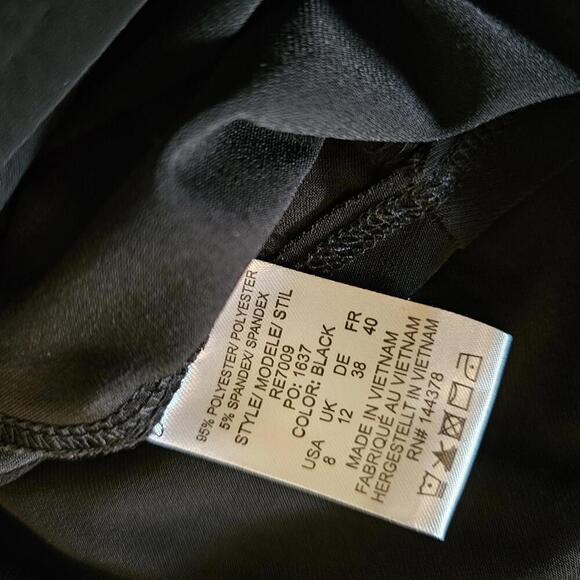 95% POLYESTER/ POLYESTER
5% SPANDEX/ SPANDEX
STYLE/ MODELE/ STIL
RE7009
PO: 1637
COLOR: BLACK
USA UK DE FR
8 12 38 40
MADE IN VIETNAM
FABRIQUÉ AU VIETNAM
HERGESTELLT IN VIETNAM
RN# 144378